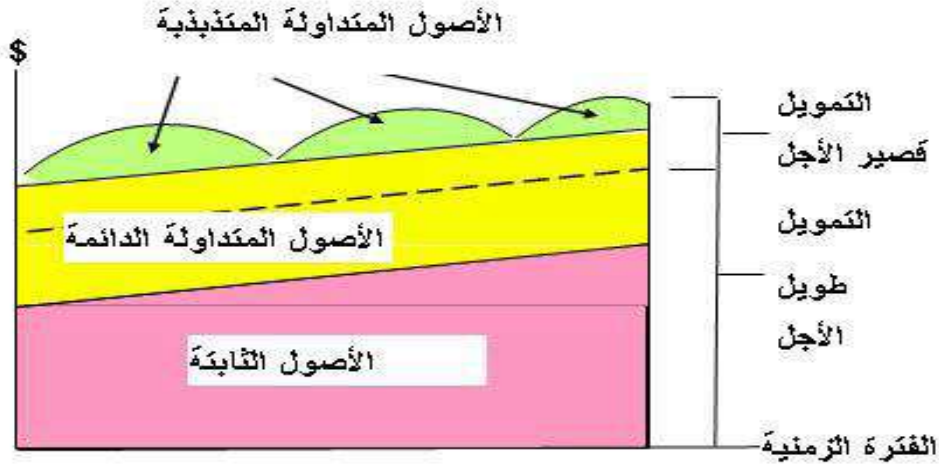 الأصول المتداولة المتذبذبة
$
التمويل
قصير الأجل
التمويل
طويل
الأجل
الأصول المتداولة الدائمة
الأصول الثابتة
الفترة الزمنية